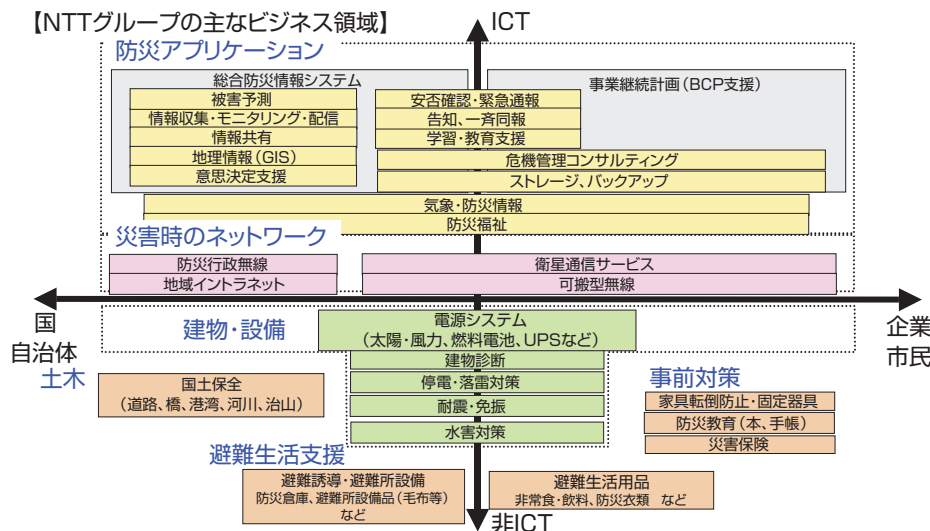 【NTTグループの主なビジネス領域】
ICT
防災アプリケーション
総合防災情報システム
事業継続計画(BCP支援)
被害予測
情報収集・モニタリング・配信
情報共有
地理情報(GIS)
意思決定支援
安否確認・緊急通報
告知、一斉同報
学習・教育支援
危機管理コンサルティング
ストレージ、バックアップ
気象・防災情報
防災福祉
災害時のネットワーク
防災行政無線
地域イントラネット
衛星通信サービス
可搬型無線
国
自治体
企業
市民
建物・設備
電源システム
(太陽・風力、燃料電池、UPSなど)
建物診断
停電・落雷対策
耐震・免振
水害対策
土木
国土保全
(道路、橋、港湾、河川、治山)
事前対策
家具転倒防止・固定器具
防災教育(本、手帳)
災害保険
避難生活支援
避難誘導・避難所設備
防災倉庫、避難所設備品(毛布等)
など
避難生活用品
非常食・飲料、防災衣類 など
非ICT